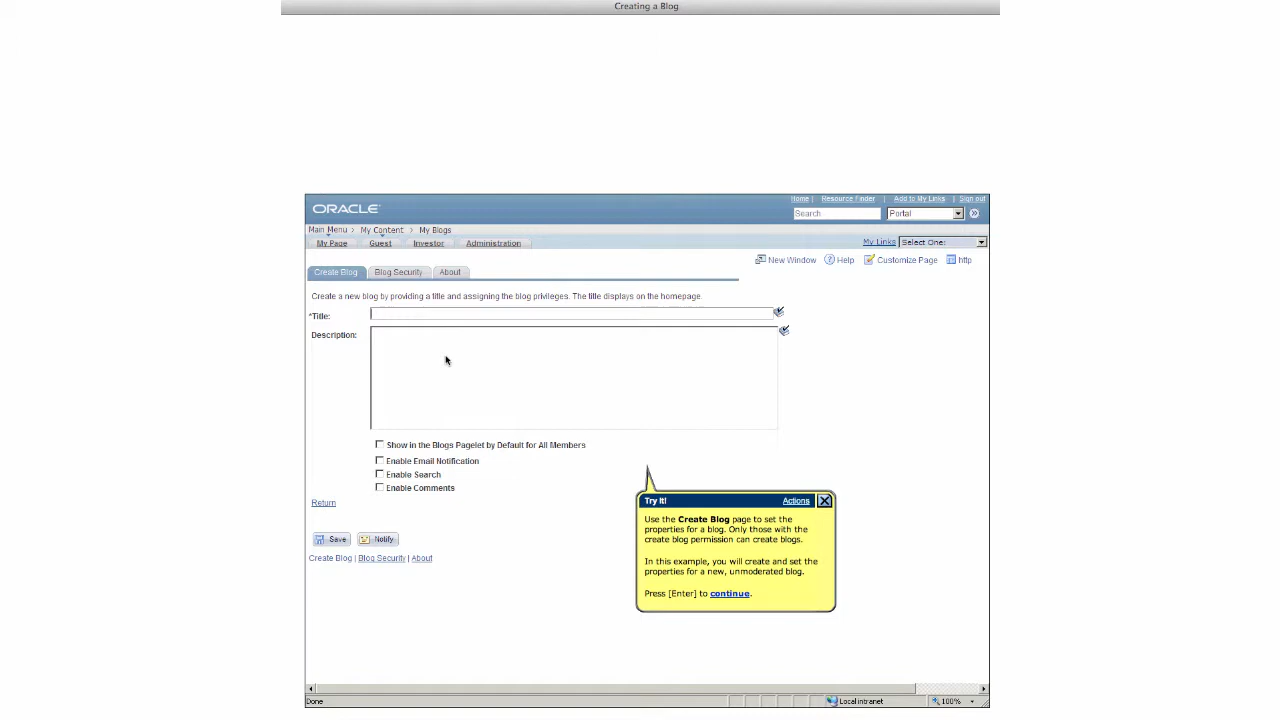 Creating a Blog
Home | Resource Finder | Add to My Links | Sign out
ORACLE
Search Portal
Main Menu > My Content > My Blogs
My Page Guest Investor Administration My Links Select One:
New Window Help Customize Page http
Create Blog Blog Security About
Create a new blog by providing a title and assigning the blog privileges. The title displays on the homepage.
*Title:
Description:
Show in the Blogs Pagelet by Default for All Members
Enable Email Notification
Enable Search
Enable Comments
Return
Save Notify
Create Blog | Blog Security | About
Try It! Actions
Use the Create Blog page to set the
properties for a blog. Only those with the
create blog permission can create blogs.
In this example, you will create and set the
properties for a new, unmoderated blog.
Press [Enter] to continue.
Done Local intranet 100%